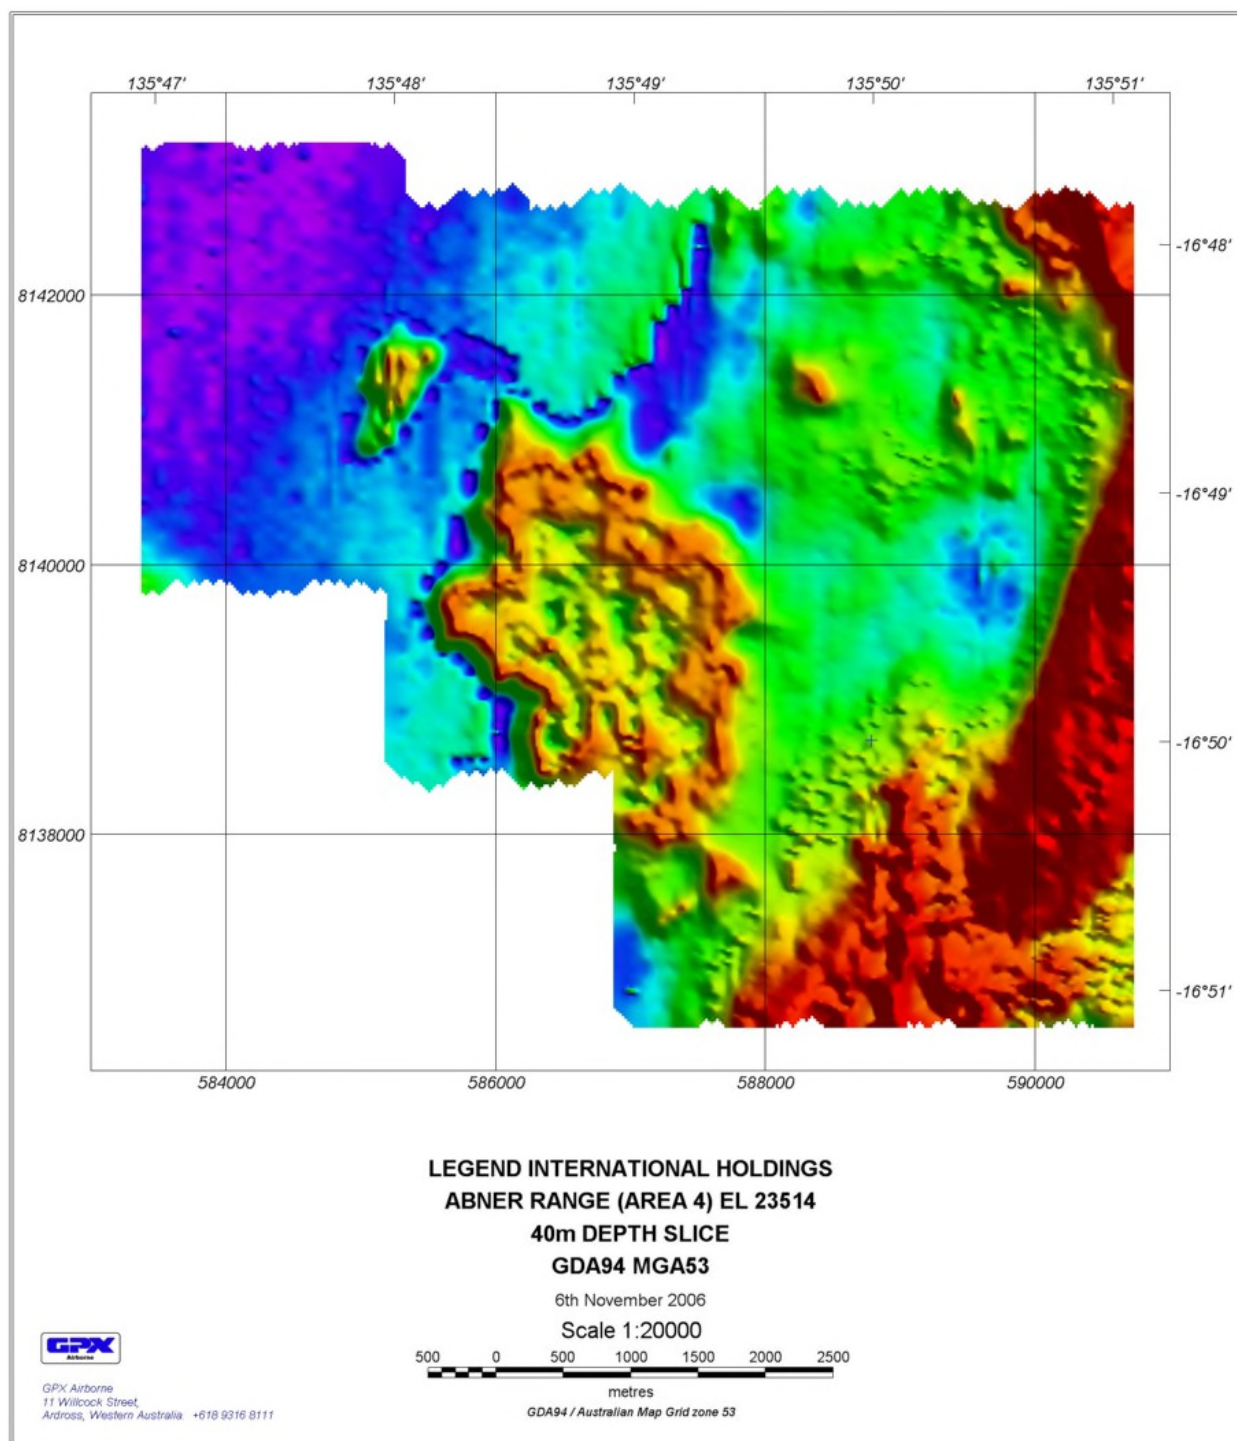 135°47' 135°48' 135°49' 135°50' 135°51'
-16°48'
8142000
-16°49'
8140000
-16°50'
8138000
-16°51'
584000 586000 588000 590000
LEGEND INTERNATIONAL HOLDINGS
ABNER RANGE (AREA 4) EL 23514
40m DEPTH SLICE
GDA94 MGA53
6th November 2006
Scale 1:20000
500 0 500 1000 1500 2000 2500
metres
GDA94 / Australian Map Grid zone 53
GPX
Airborne
GPX Airborne
11 Willcock Street,
Ardross, Western Australia +618 9316 8111